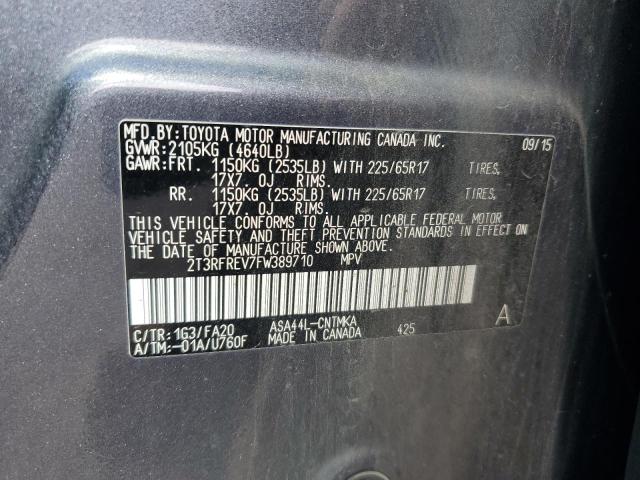 MFD.BY:TOYOTA MOTOR MANUFACTURING CANADA INC. 09/15
GVWR:2105KG (4640LB)
GAWR:FRT. 1150KG (2535LB) WITH 225/65R17 TIRES,
17X7 0J RIMS.
RR. 1150KG (2535LB) WITH 225/65R17 TIRES,
17X7 0J RIMS.
THIS VEHICLE CONFORMS TO ALL APPLICABLE FEDERAL MOTOR
VEHICLE SAFETY AND THEFT PREVENTION STANDARDS IN EFFECT ON
THE DATE OF MANUFACTURE SHOWN ABOVE.
2T3RFREV7FW389710 MPV
A
C/TR:1G3/FA20 ASA44L-CNTMKA 425
A/TM:-01A/U760F MADE IN CANADA